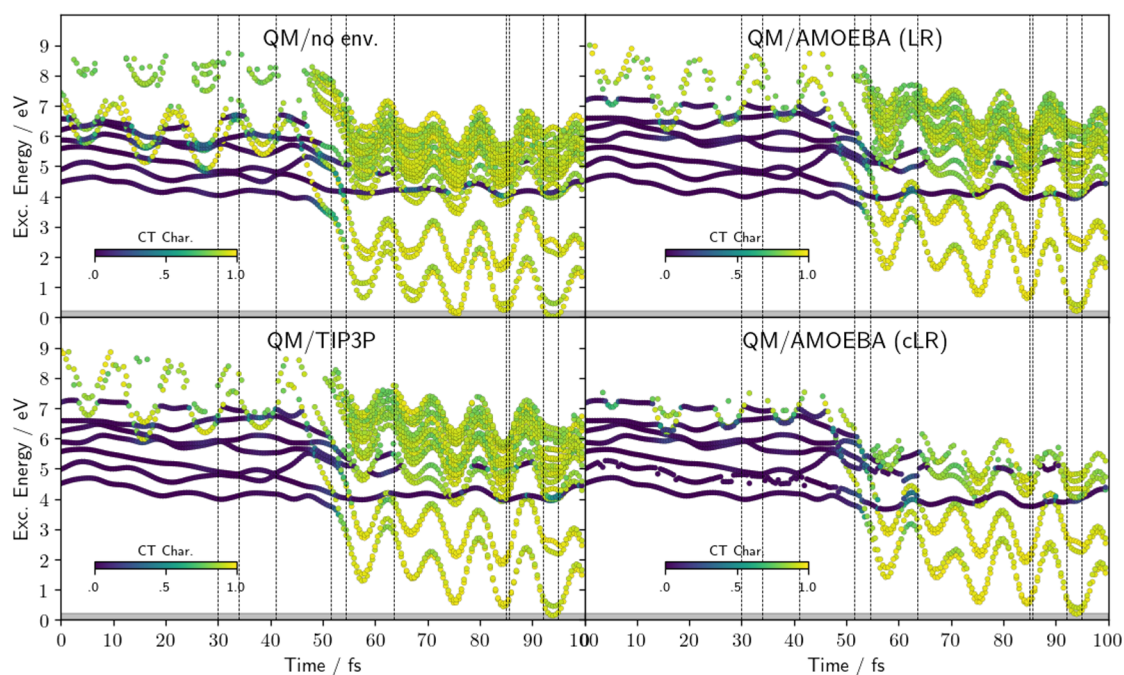 QM/no env.
QM/AMOEBA (LR)
9
8
7
6
5
4
3
2
1
0
Exc. Energy / eV
CT Char.
.0 .5 1.0
CT Char.
.0 .5 1.0
QM/TIP3P
QM/AMOEBA (cLR)
9
8
7
6
5
4
3
2
1
0
Exc. Energy / eV
CT Char.
.0 .5 1.0
CT Char.
.0 .5 1.0
0 10 20 30 40 50 60 70 80 90 100
0 10 20 30 40 50 60 70 80 90 100
Time / fs
Time / fs